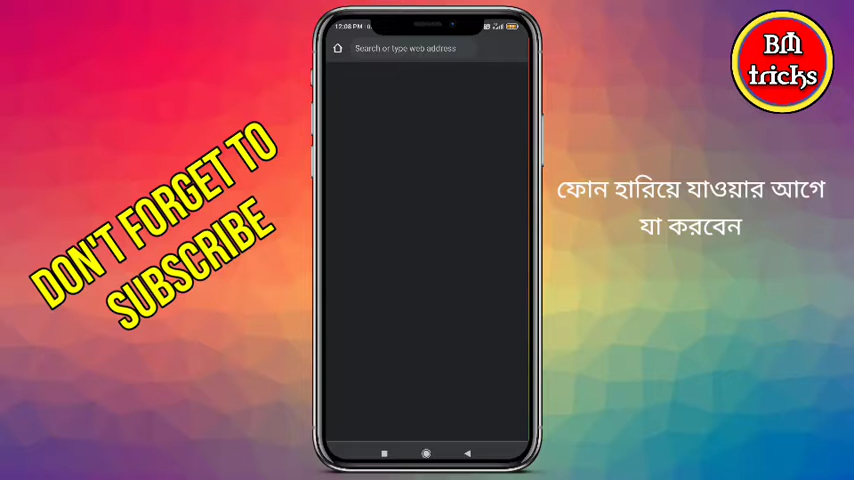 12:08 PM
Search or type web address
BM
tricks
DON'T FORGET TO
SUBSCRIBE
ফোন হারিয়ে যাওয়ার আগে
যা করবেন